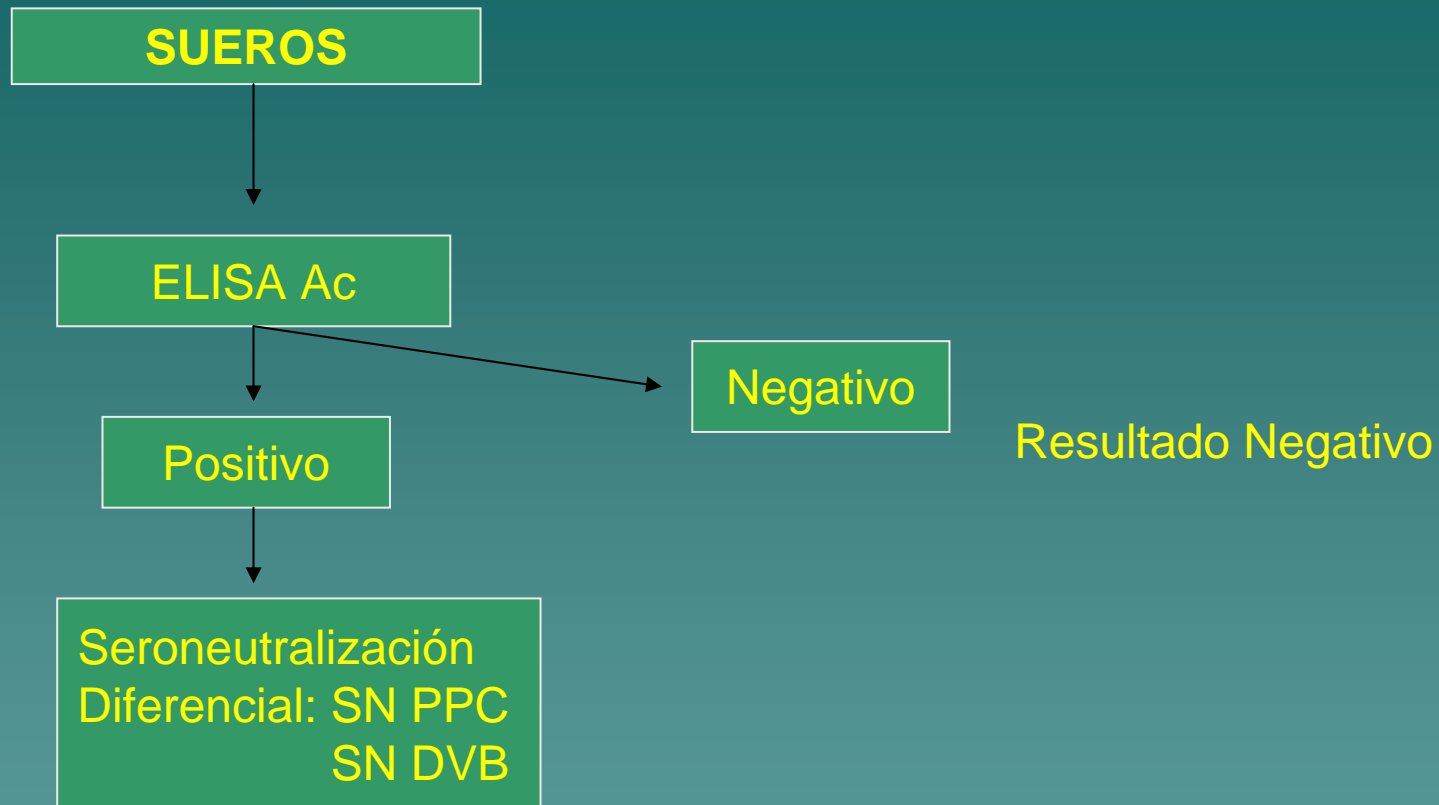 SUEROS
ELISA Ac
Negativo
Resultado Negativo
Positivo
Seroneutralización
Diferencial: SN PPC
SN DVB